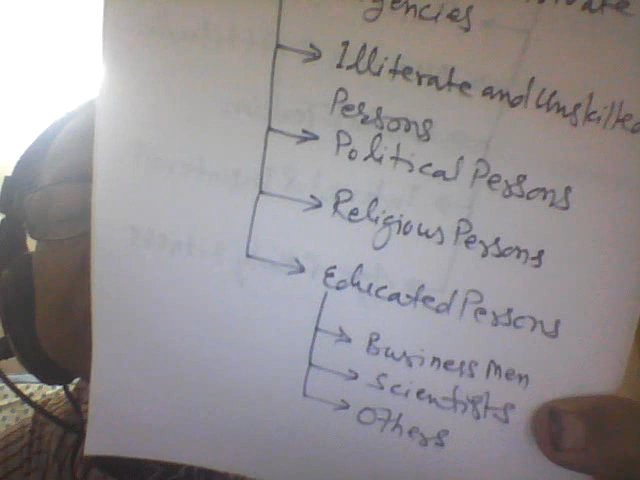 gencies
Illiterate and Unskilled
Persons
Political Persons
Religious Persons
Educated Persons
Business Men
Scientists
Others